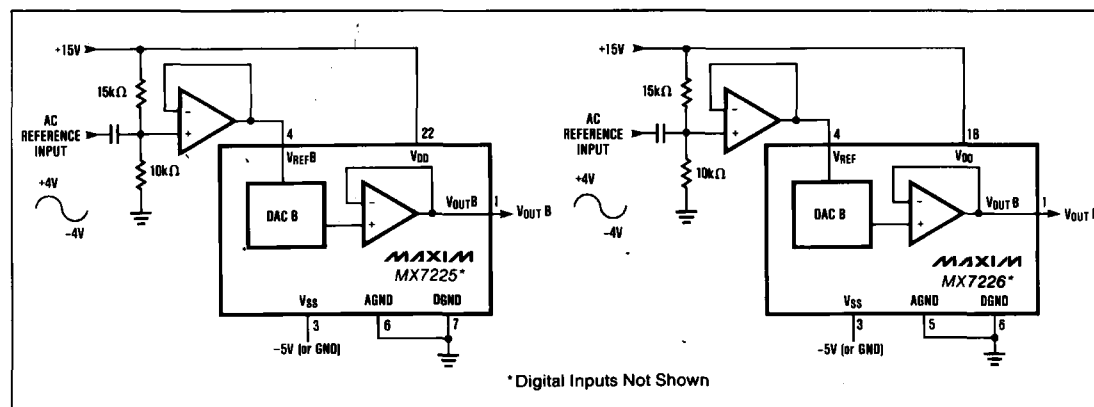 +15V
15kΩ
-
+
AC
REFERENCE
INPUT
10kΩ
+4V
-4V
4
22
VREFB
VDD
DAC B
-
+
VOUTB
1
VOUT B
MAXIM
MX7225*
VSS
AGND
DGND
3
6
7
-5V (or GND)
+15V
15kΩ
-
+
AC
REFERENCE
INPUT
10kΩ
+4V
-4V
4
18
VREF
VDD
DAC B
-
+
VOUTB
1
VOUT
MAXIM
MX7226*
VSS
AGND
DGND
3
5
6
-5V (or GND)
*Digital Inputs Not Shown